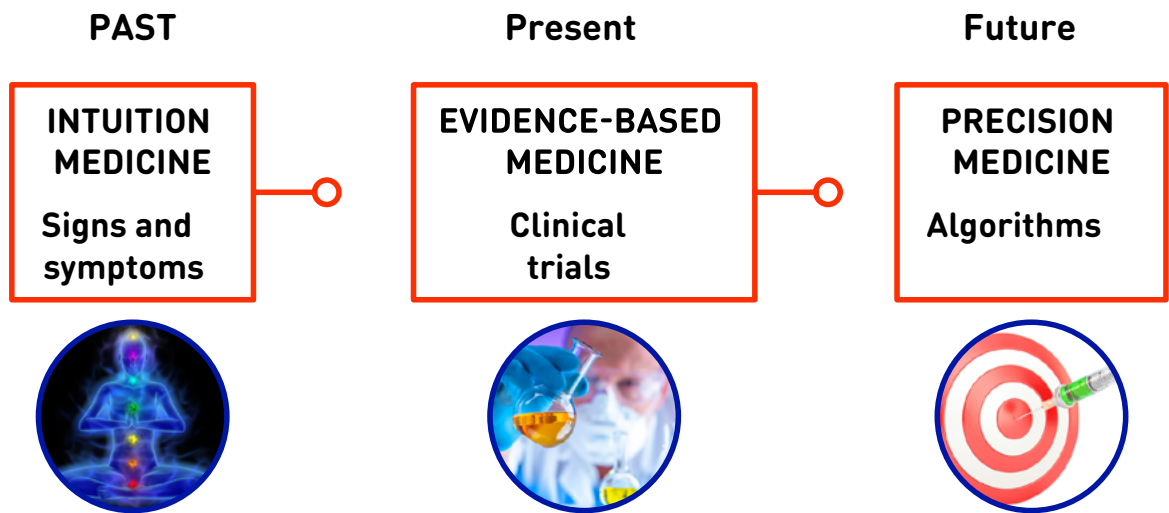 PAST
Present
Future
INTUITION
MEDICINE
Signs and
symptoms
EVIDENCE-BASED
MEDICINE
Clinical
trials
PRECISION
MEDICINE
Algorithms